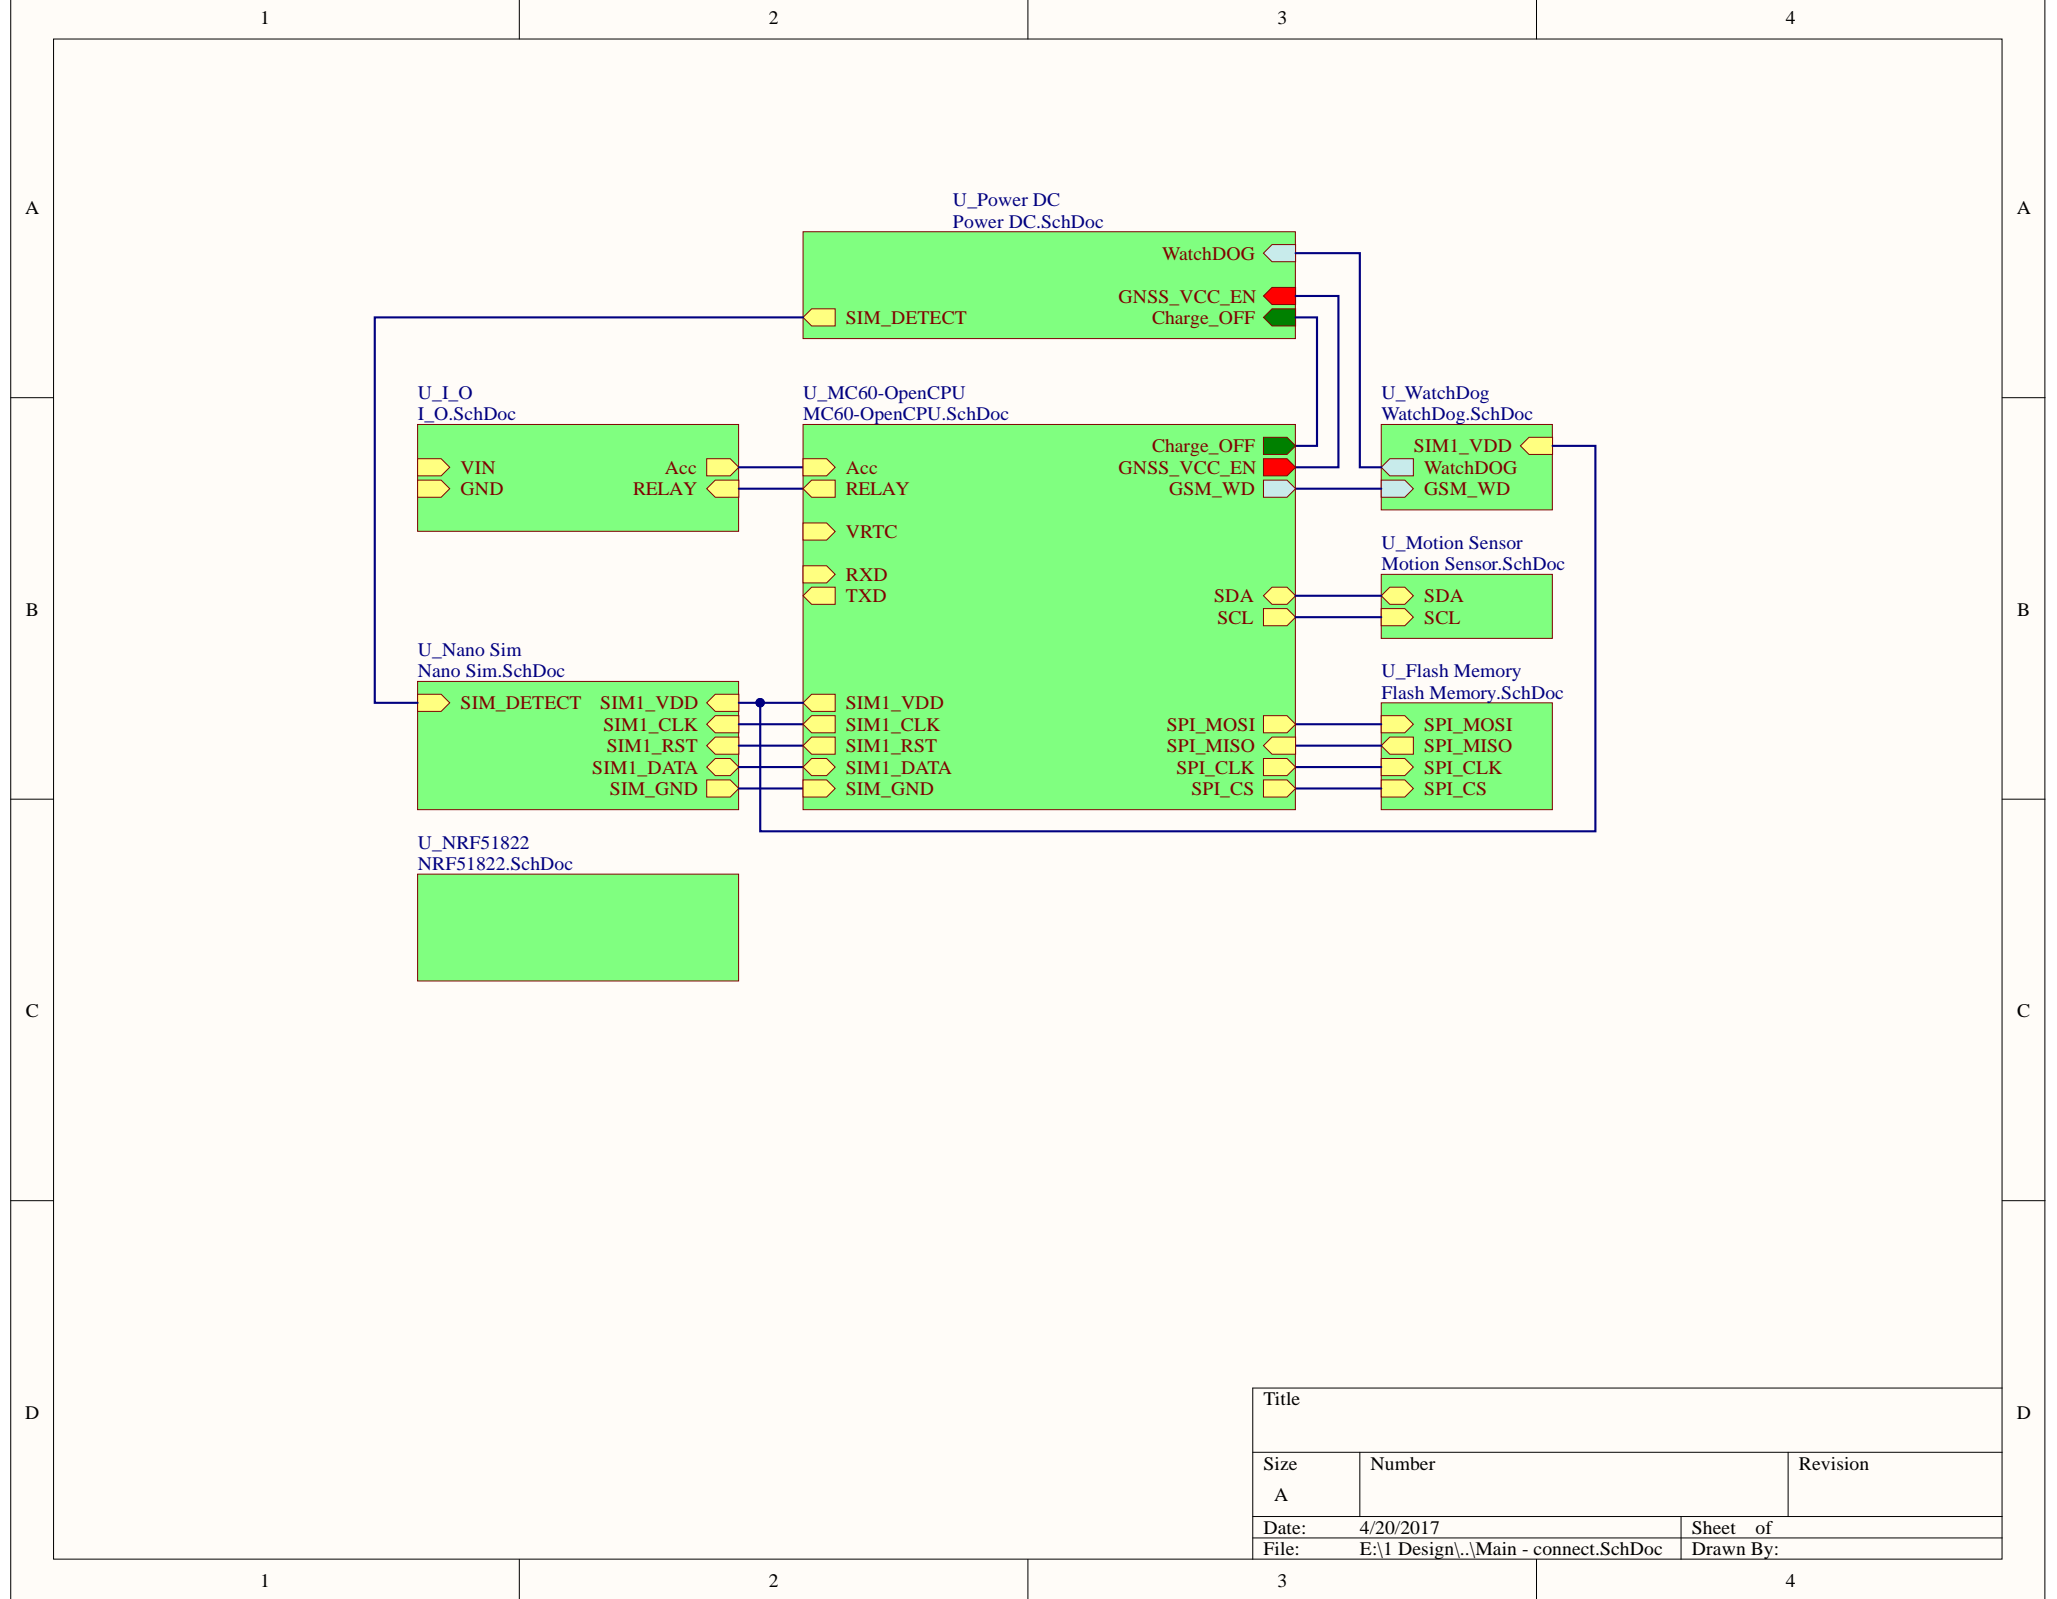 1 2 3 4
A A
U_Power DC
Power DC.SchDoc
WatchDOG
GNSS_VCC_EN
SIM_DETECT Charge_OFF
U_I_O U_MC60-OpenCPU U_WatchDog
I_O.SchDoc MC60-OpenCPU.SchDoc WatchDog.SchDoc
Charge_OFF SIM1_VDD
VIN Acc Acc GNSS_VCC_EN WatchDOG
GND RELAY RELAY GSM_WD GSM_WD
VRTC
U_Motion Sensor
Motion Sensor.SchDoc
RXD
TXD SDA SDA
B B
SCL SCL
U_Nano Sim
Nano Sim.SchDoc
U_Flash Memory
Flash Memory.SchDoc
SIM_DETECT SIM1_VDD SIM1_VDD
SIM1_CLK SIM1_CLK SPI_MOSI SPI_MOSI
SIM1_RST SIM1_RST SPI_MISO SPI_MISO
SIM1_DATA SIM1_DATA SPI_CLK SPI_CLK
SIM_GND SIM_GND SPI_CS SPI_CS
U_NRF51822
NRF51822.SchDoc
C C
Title
D D
Size Number Revision
A
Date: 4/20/2017 Sheet of
File: E:\1 Design\..\Main - connect.SchDoc Drawn By:
1 2 3 4